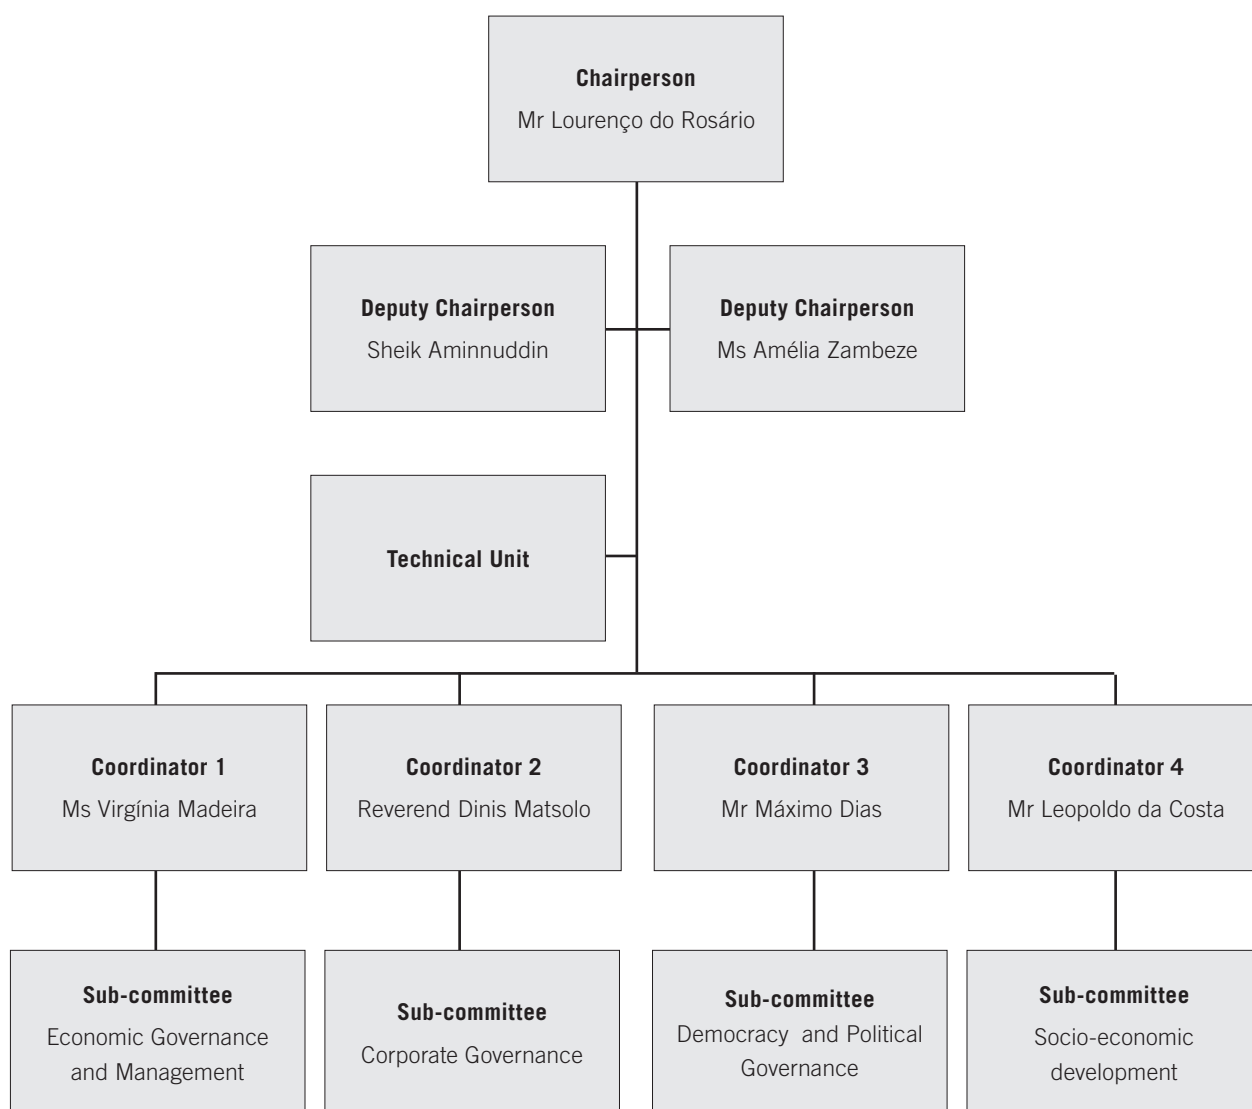 Chairperson
Mr Lourenço do Rosário
Deputy Chairperson
Sheik Aminnuddin
Deputy Chairperson
Ms Amélia Zambeze
Technical Unit
Coordinator 1
Ms Virgínia Madeira
Coordinator 2
Reverend Dinis Matsolo
Coordinator 3
Mr Máximo Dias
Coordinator 4
Mr Leopoldo da Costa
Sub-committee
Economic Governance
and Management
Sub-committee
Corporate Governance
Sub-committee
Democracy and Political
Governance
Sub-committee
Socio-economic
development